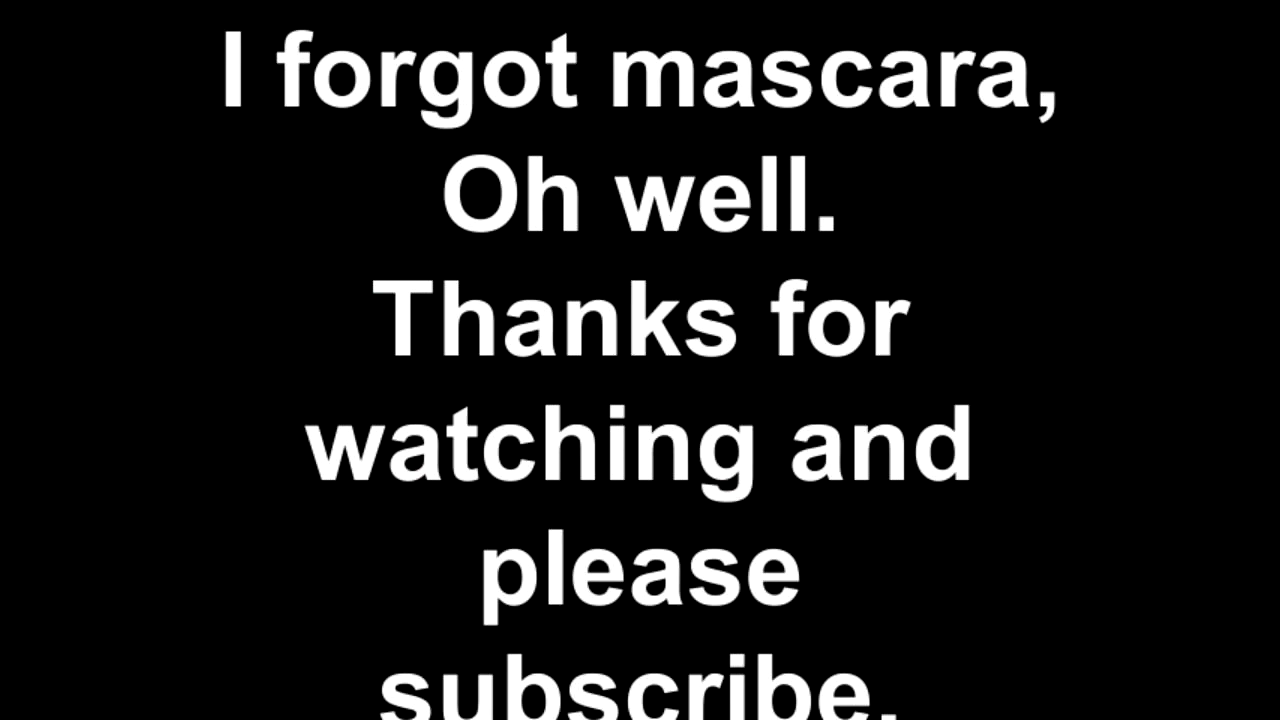 I forgot mascara,
Oh well.
Thanks for
watching and
please
subscribe.